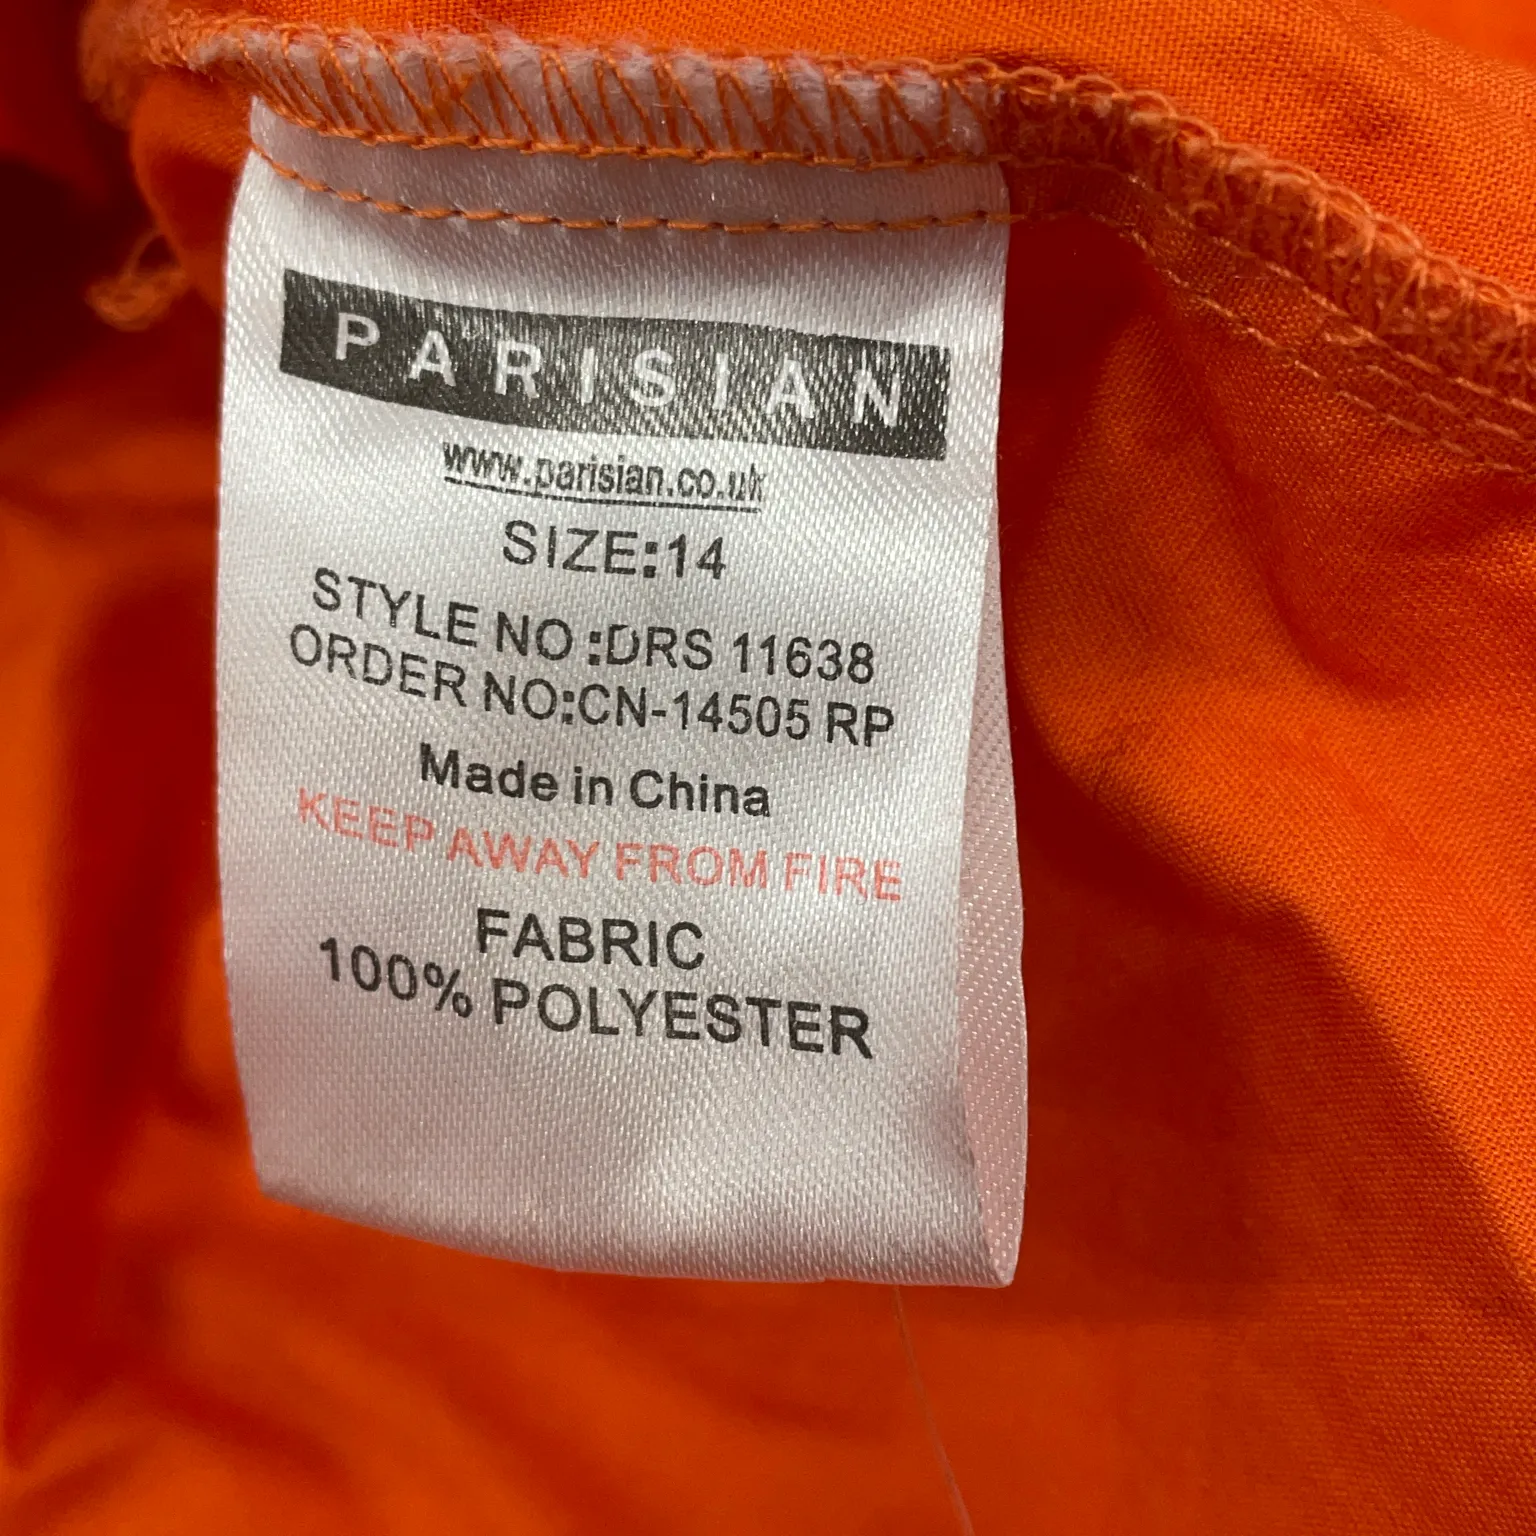 PARISIAN
www.parisian.co.uk
SIZE:14
STYLE NO :DRS 11638
ORDER NO:CN-14505 RP
Made in China
KEEP AWAY FROM FIRE
FABRIC
100% POLYESTER